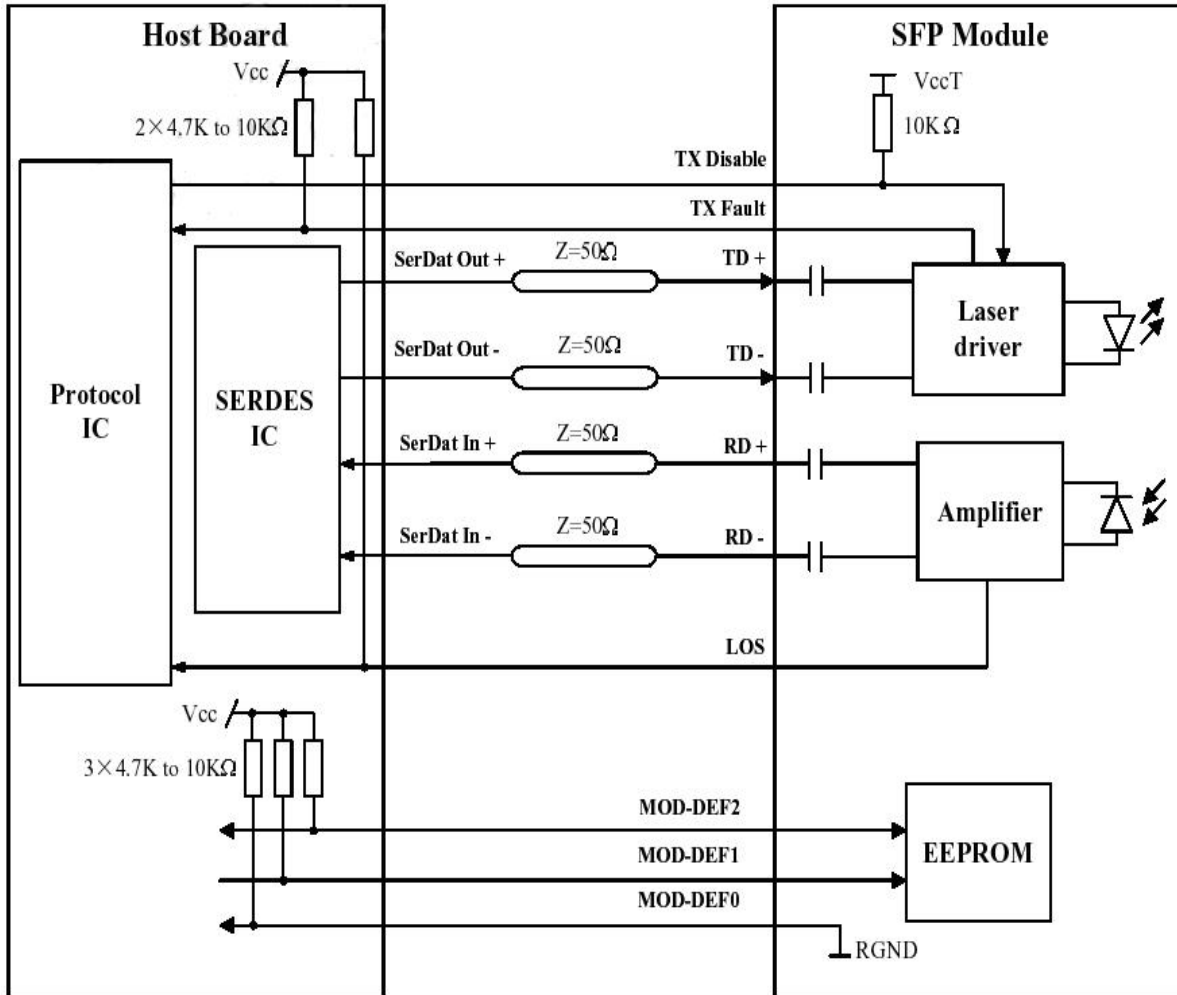 Host Board
SFP Module
Vcc
VccT
2×4.7K to 10KΩ
10KΩ
TX Disable
TX Fault
SerDat Out +
Z=50Ω
TD +
Laser
driver
SerDat Out -
Z=50Ω
TD -
Protocol
IC
SERDES
IC
SerDat In +
Z=50Ω
RD +
Amplifier
SerDat In -
Z=50Ω
RD -
LOS
Vcc
3×4.7K to 10KΩ
MOD-DEF2
EEPROM
MOD-DEF1
MOD-DEF0
RGND